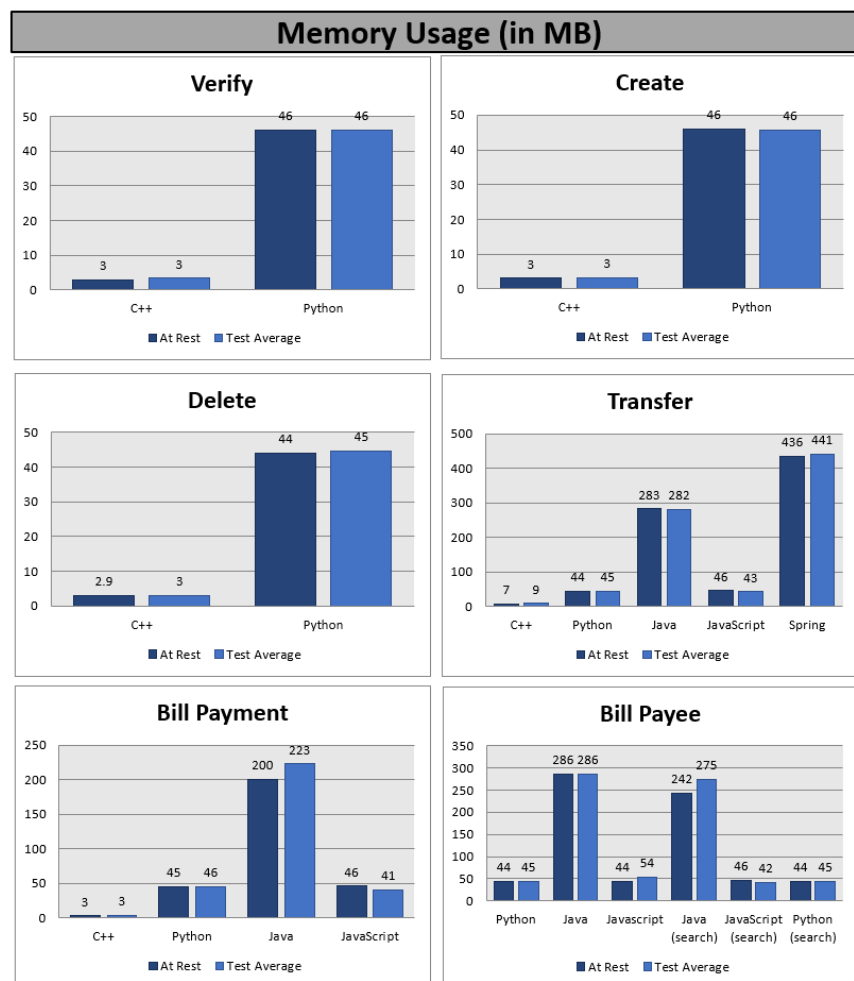 Memory Usage (in MB)
Verify
50
40
30
20
10
0
3
3
46
46
C++
Python
At Rest
Test Average
Create
50
40
30
20
10
0
3
3
46
46
C++
Python
At Rest
Test Average
Delete
50
40
30
20
10
0
2.9
3
44
45
C++
Python
At Rest
Test Average
Transfer
500
400
300
200
100
0
7
9
44
45
283
282
46
43
436
441
C++
Python
Java
JavaScript
Spring
At Rest
Test Average
Bill Payment
250
200
150
100
50
0
3
3
45
46
200
223
46
41
C++
Python
Java
JavaScript
At Rest
Test Average
Bill Payee
350
300
250
200
150
100
50
0
44
45
286
286
44
54
242
275
46
42
44
45
Python
Java
Javascript
Java
(search)
JavaScript
(search)
Python
(search)
At Rest
Test Average